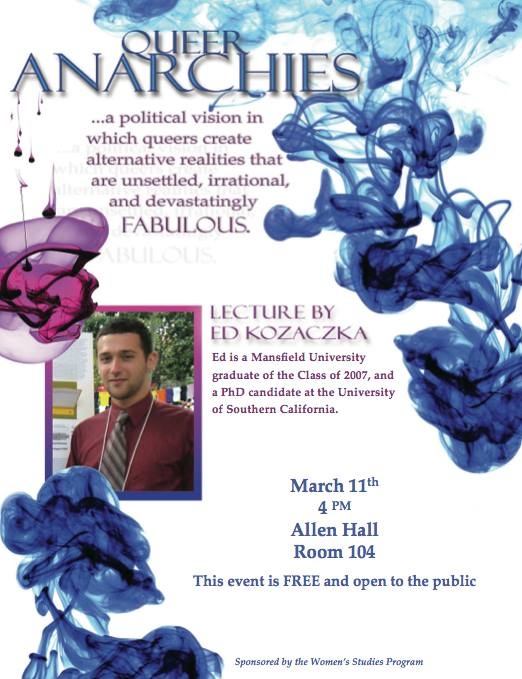 QUEER
ANARCHIES
...a political vision in
which queers create
alternative realities that
are unsettled, irrational,
and devastatingly
FABULOUS.
LECTURE BY
ED KOZACZKA
Ed is a Mansfield University
graduate of the Class of 2007, and
a PhD candidate at the University
of Southern California.
March 11th
4 PM
Allen Hall
Room 104
This event is FREE and open to the public
Sponsored by the Women's Studies Program